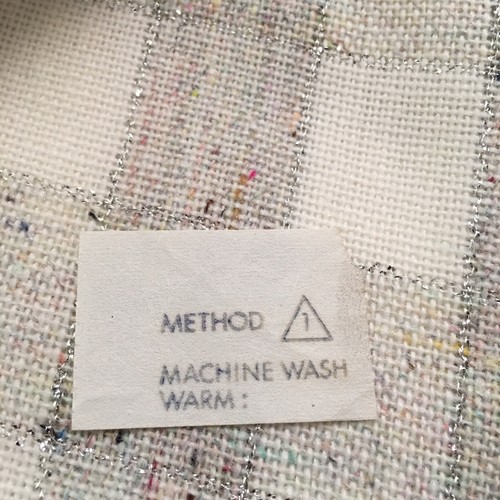 METHOD 1
MACHINE WASH
WARM :